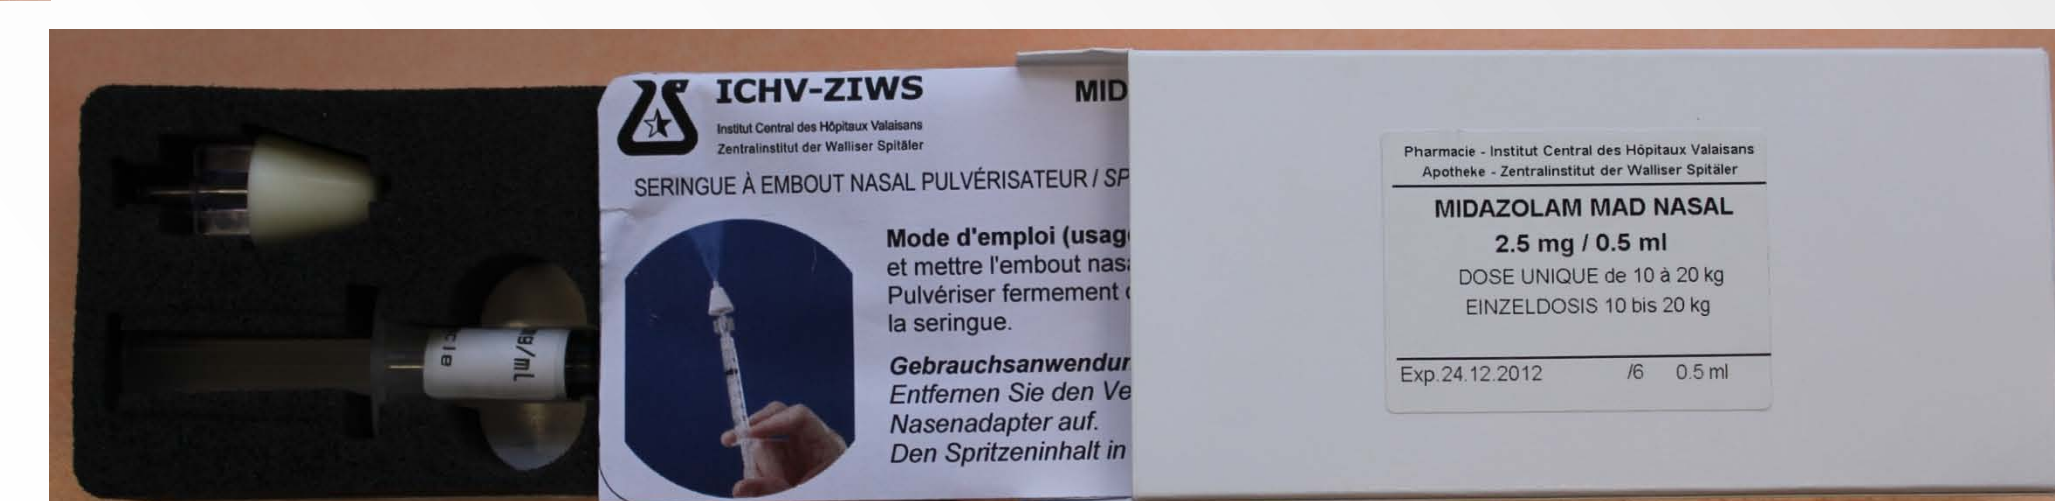 ICHV-ZIWS
Institut Central des Hôpitaux Valaisans
Zentralinstitut der Walliser Spitäler
MID
SERINGUE À EMBOUT NASAL PULVÉRISATEUR / SP
Mode d'emploi (usag
et mettre l'embout nas
Pulvériser fermement
la seringue.
Gebrauchsanwendun
Entfernen Sie den Ve
Nasenadapter auf.
Den Spritzeninhalt in
mg/mL
cle
Pharmacie - Institut Central des Hôpitaux Valaisans
Apotheke - Zentralinstitut der Walliser Spitäler
MIDAZOLAM MAD NASAL
2.5 mg / 0.5 ml
DOSE UNIQUE de 10 à 20 kg
EINZELDOSIS 10 bis 20 kg
Exp.24.12.2012 /6 0.5 ml